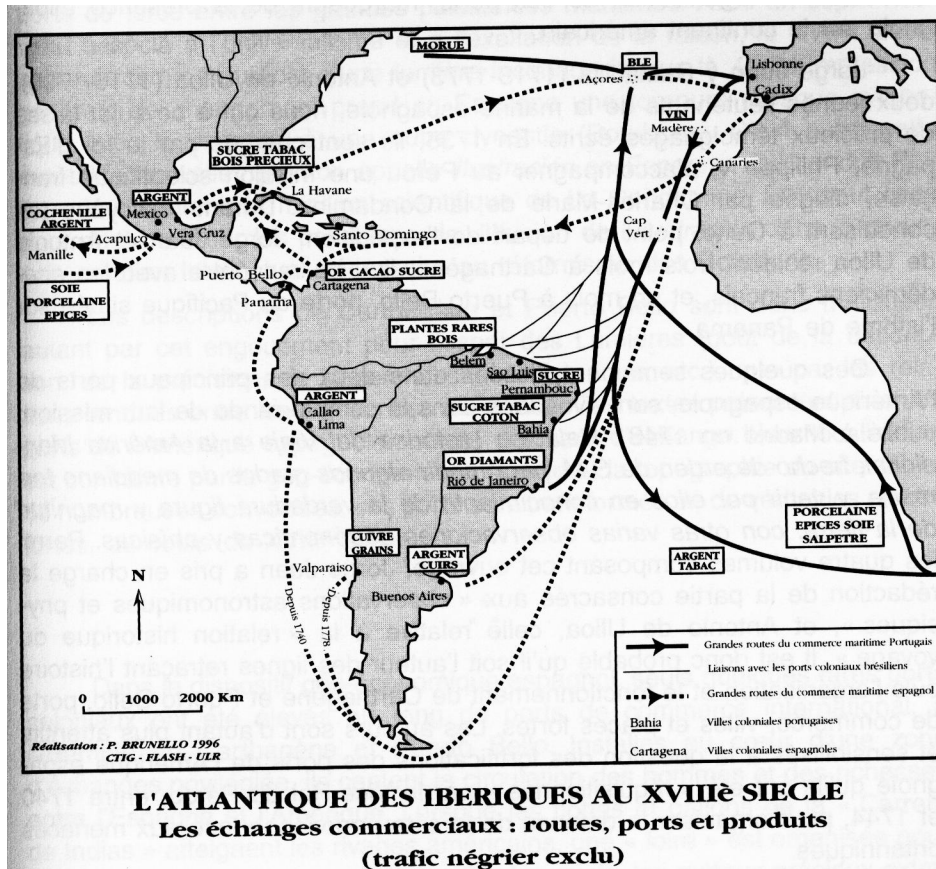 MORUE
BLE
Açores
Lisbonne
Cadix
VIN
Madère
SUCRE TABAC
BOIS PRECIEUX
Canaries
La Havane
ARGENT
COCHENILLE
ARGENT
Mexico
Vera Cruz
Acapulco
Manille
Santo Domingo
Cap
Vert
SOIE
PORCELAINE
EPICES
Puerto Bello
OR CACAO SUCRE
Cartagena
Panama
PLANTES RARES
BOIS
Belem
Sao Luis
SUCRE
Pernambouc
ARGENT
Callao
Lima
SUCRE TABAC
COTON
Bahia
OR DIAMANTS
Rio de Janeiro
PORCELAINE
EPICES SOIE
SALPETRE
CUIVRE
GRAINS
Valparaiso
ARGENT
CUIRS
ARGENT
TABAC
Buenos Aires
N
Depuis 1740
Depuis 1778
Grandes routes du commerce maritime Portugais
Liaisons avec les ports coloniaux brésiliens
Grandes routes du commerce maritime espagnol
Bahia Villes coloniales portugaises
Cartagena Villes coloniales espagnoles
0 1000 2000 Km
Réalisation : P. BRUNELLO 1996
CTIG - FLASH - ULR
L'ATLANTIQUE DES IBERIQUES AU XVIIIè SIECLE
Les échanges commerciaux : routes, ports et produits
(trafic négrier exclu)